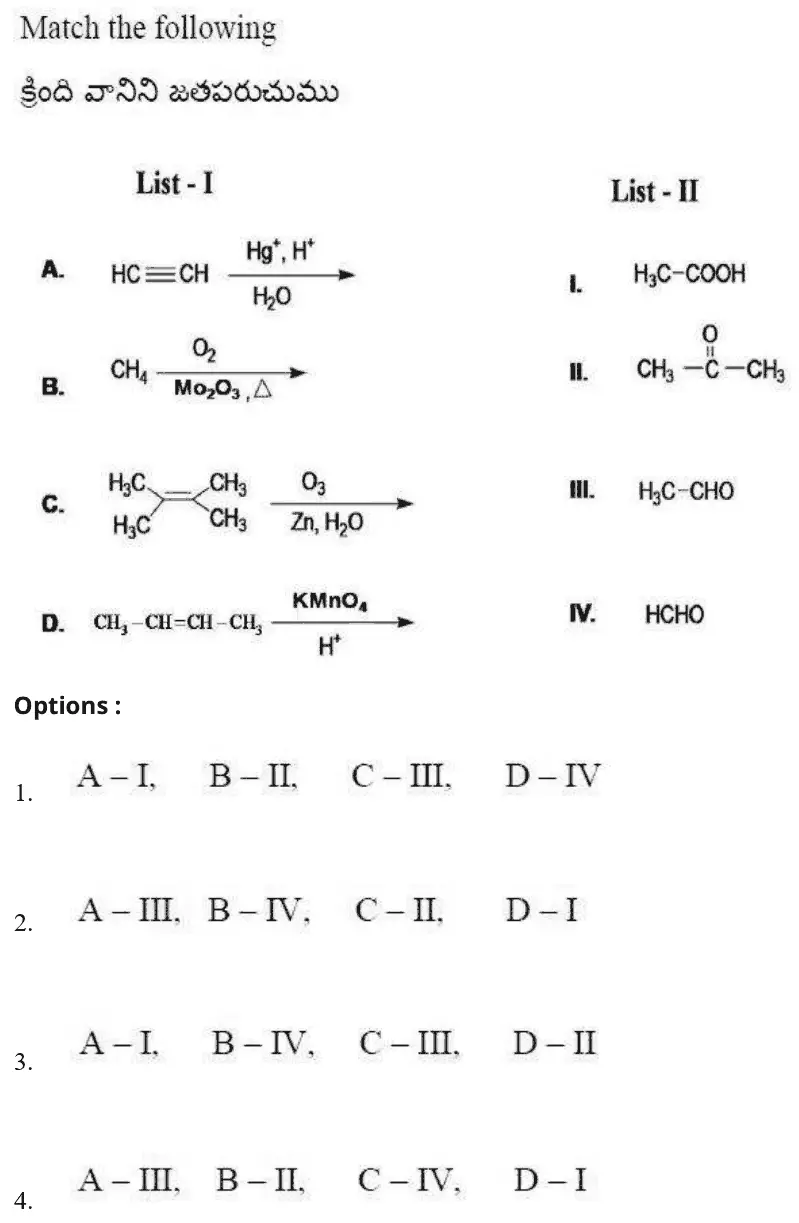 Match the following
క్రింది వానిని జతపరుచుము
List - I
List - II
A. HC≡CH Hg⁺, H⁺ H₂O
I. H₃C-COOH
B. CH₄ O₂ Mo₂O₃ , △
II. CH₃ -C-CH₃ O
C. H₃C H₃C CH₃ CH₃ O₃ Zn, H₂O
III. H₃C-CHO
D. CH₃ -CH=CH - CH₃ KMnO₄ H⁺
IV. HCHO
Options :
1. A – I, B – II, C – III, D – IV
2. A – III, B – IV, C – II, D – I
3. A – I, B – IV, C – III, D – II
4. A – III, B – II, C – IV, D – I